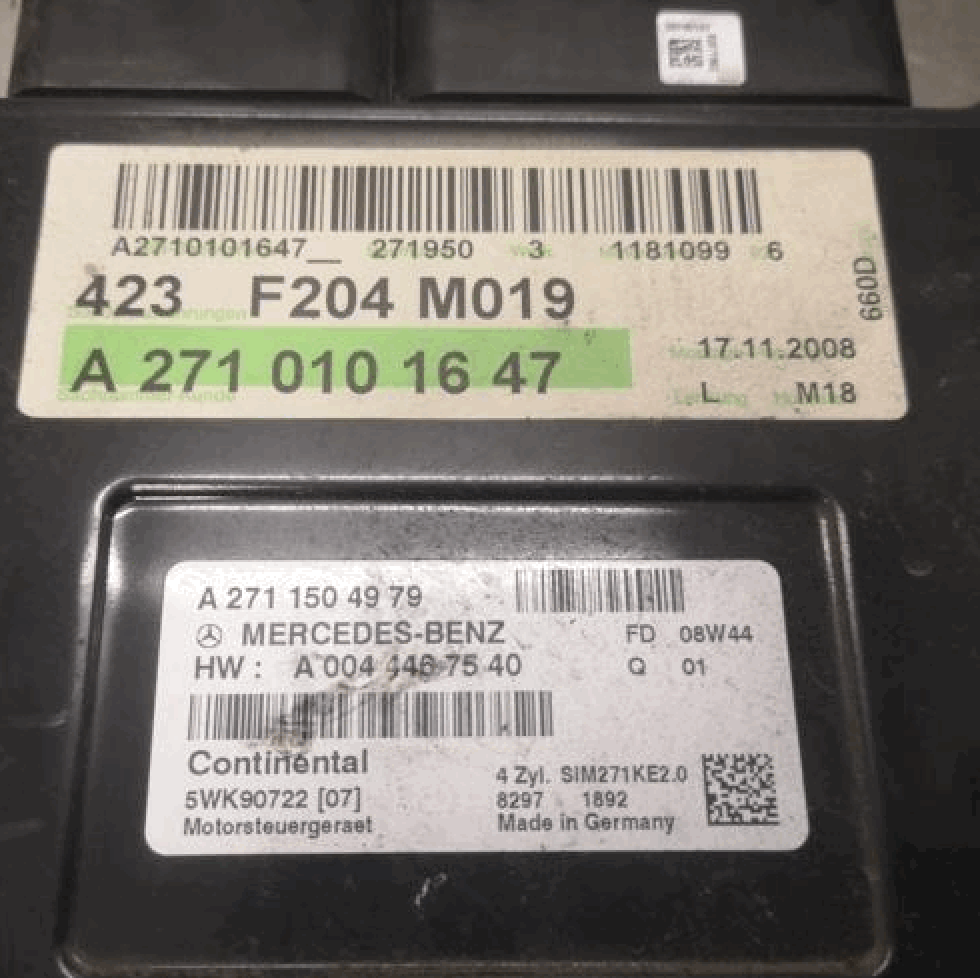 A2710101647__ 271950 3 1181099 6
423 F204 M019
660D
A 271 010 16 47
17.11.2008
L M18
A 271 150 49 79
MERCEDES-BENZ FD 08W44
HW : A 004 446 75 40 Q 01
Continental
4 Zyl. SIM271KE2.0
5WK90722 [07] 8297 1892
Motorsteuergeraet Made in Germany